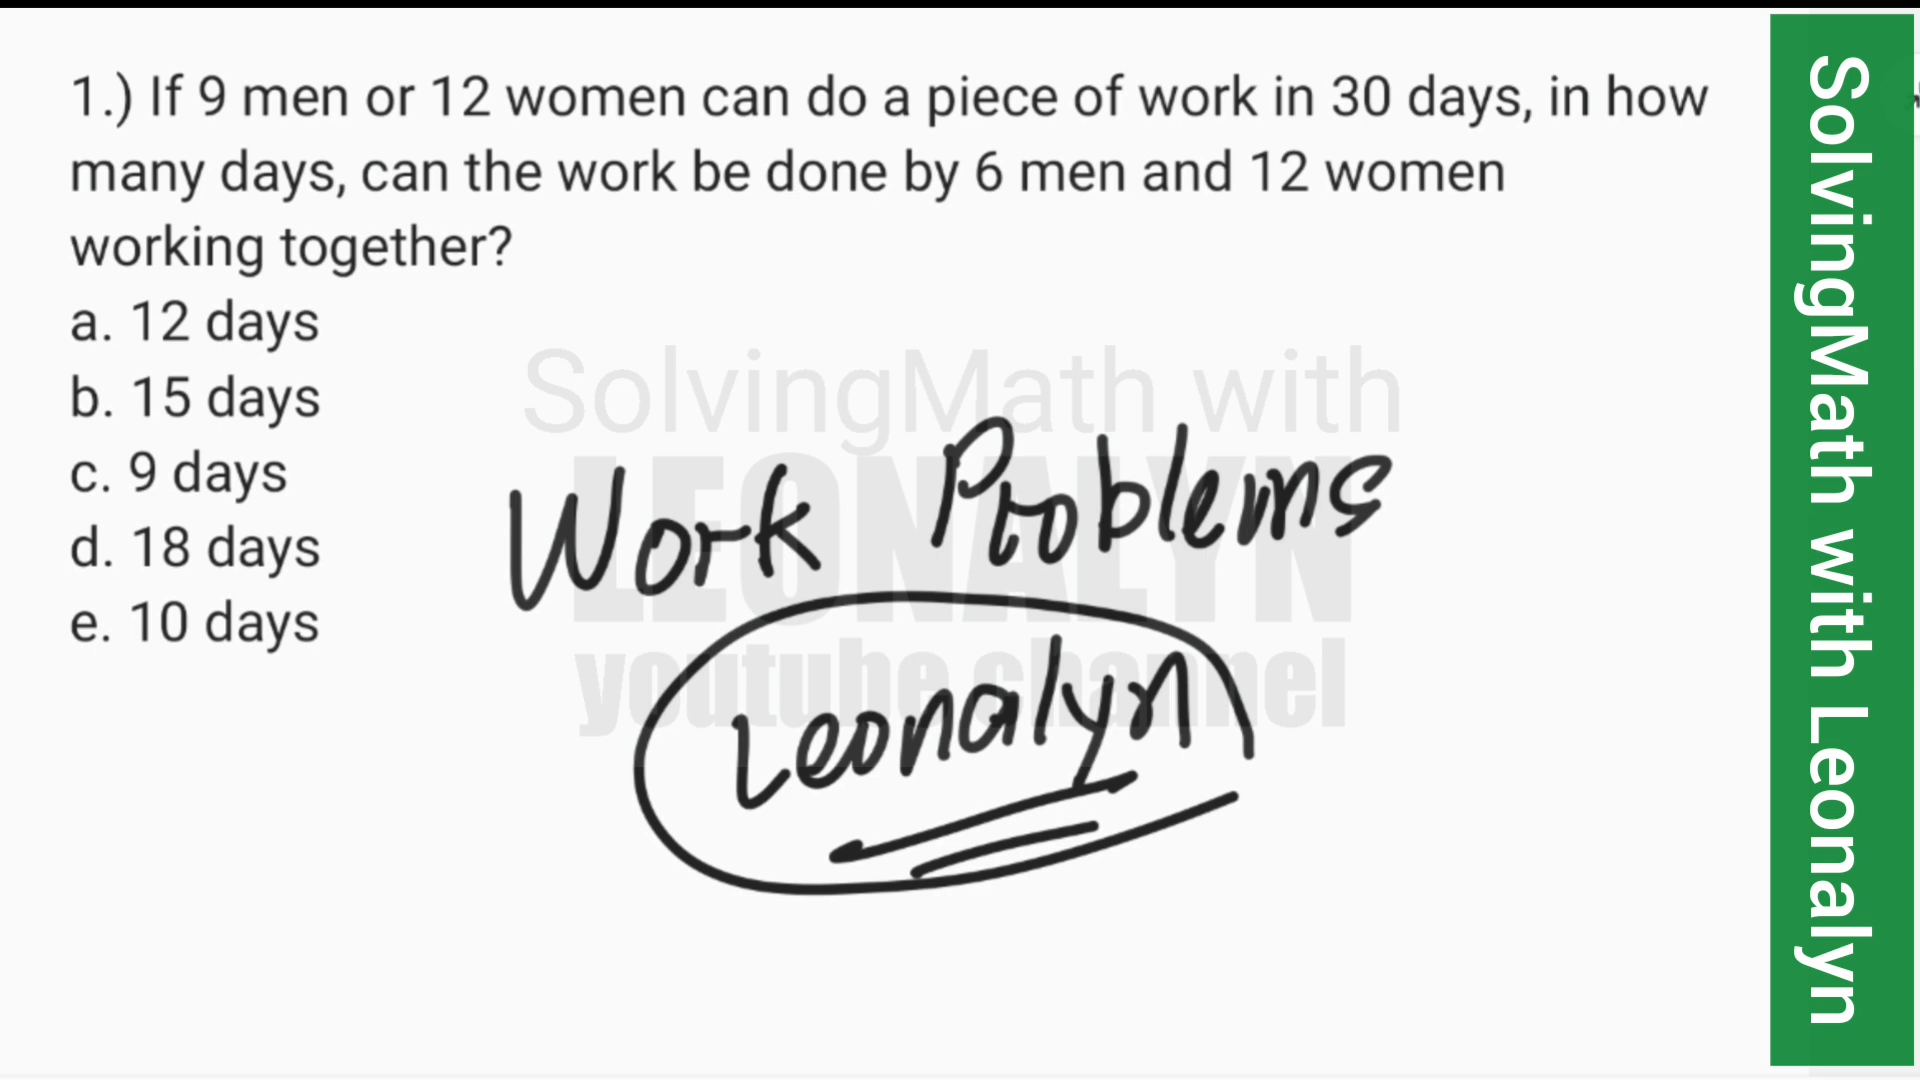 1.) If 9 men or 12 women can do a piece of work in 30 days, in how
many days, can the work be done by 6 men and 12 women
working together?
a. 12 days
b. 15 days
c. 9 days
d. 18 days
e. 10 days
SolvingMath with
LEONALYN
youtube channel
Work Problems
Leonalyn
SolvingMath with Leonalyn